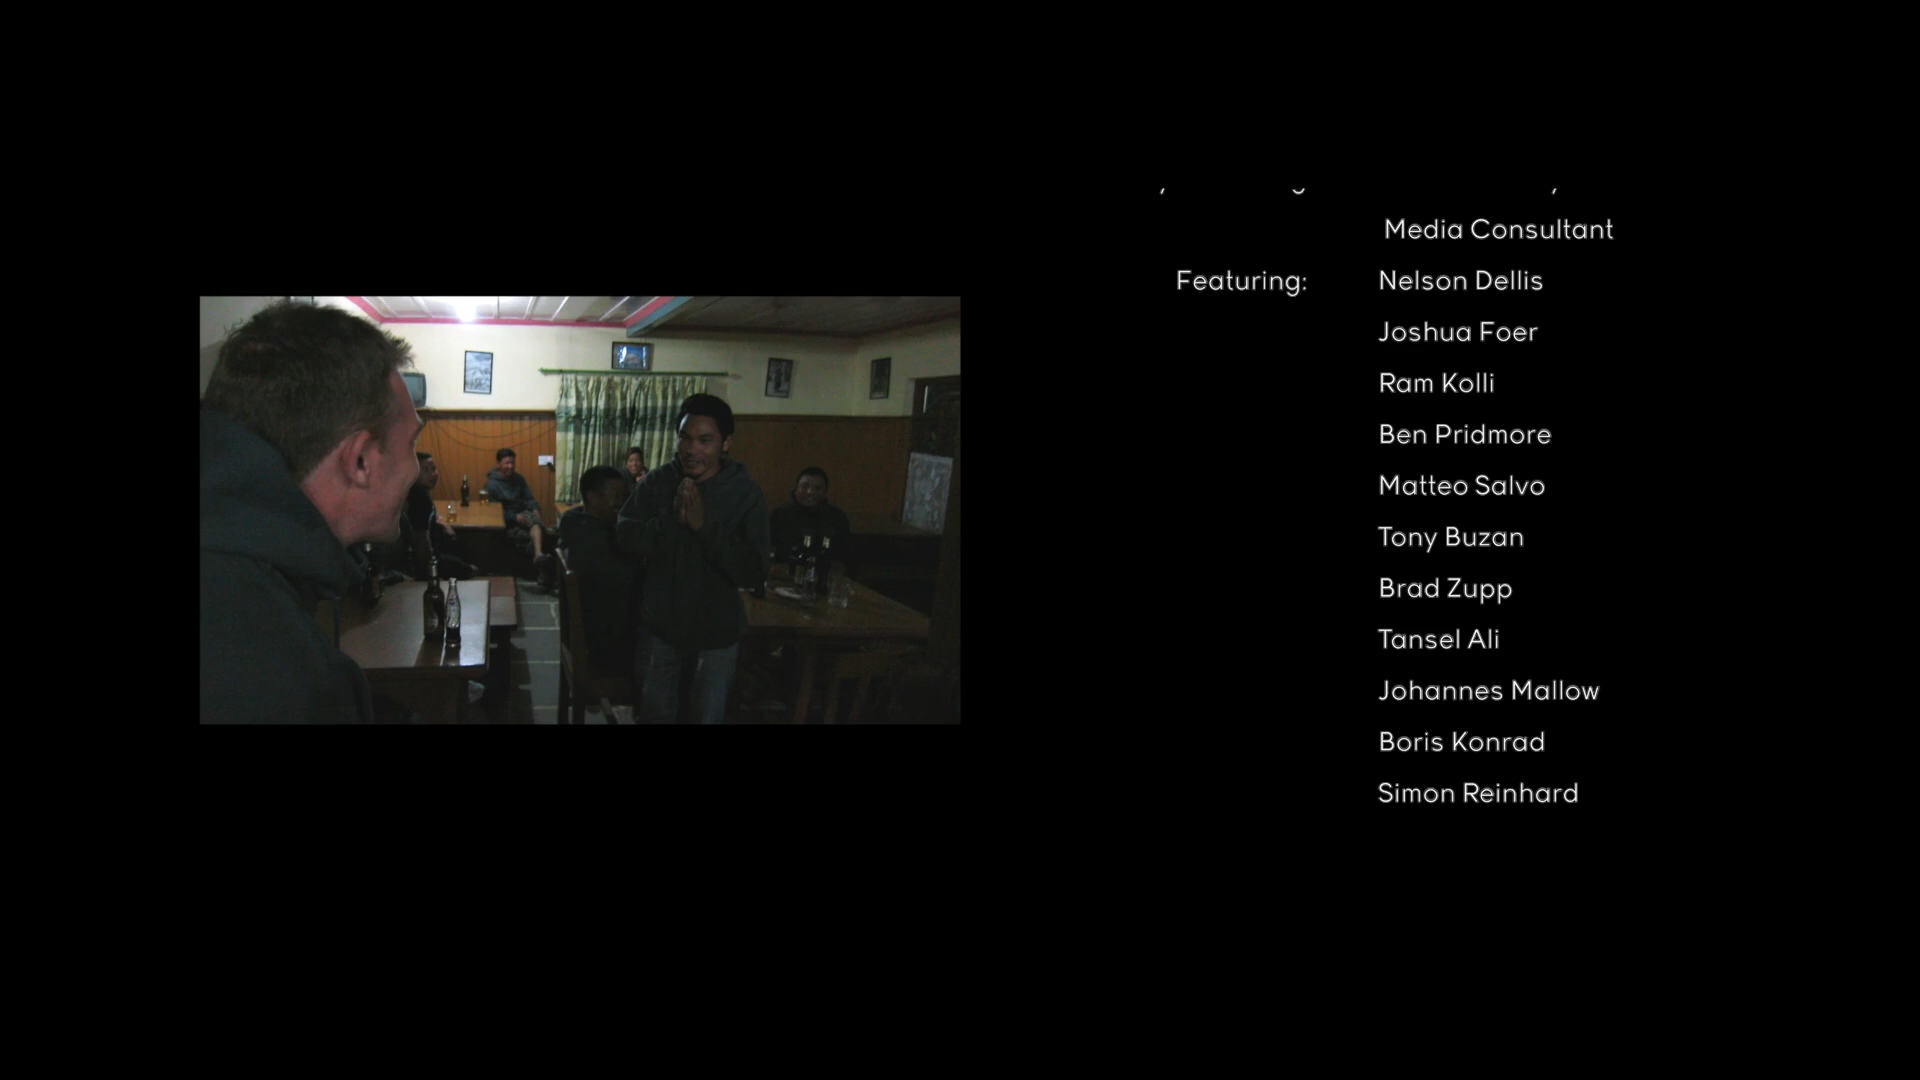 Media Consultant
Featuring: Nelson Dellis
Joshua Foer
Ram Kolli
Ben Pridmore
Matteo Salvo
Tony Buzan
Brad Zupp
Tansel Ali
Johannes Mallow
Boris Konrad
Simon Reinhard